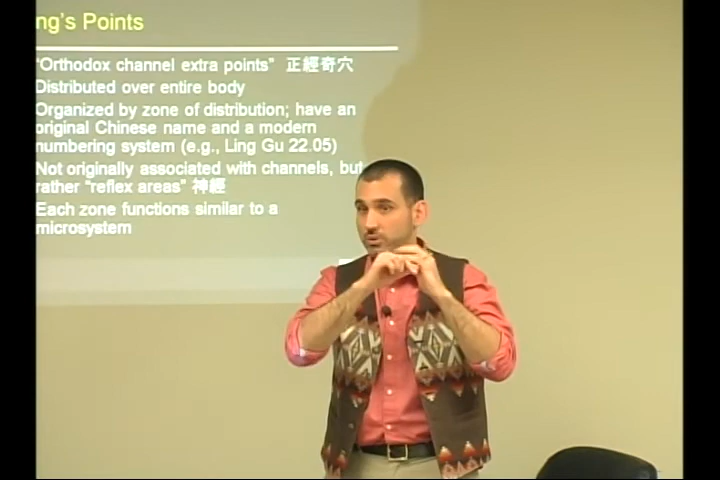 ng's Points
"Orthodox channel extra points" 正經奇穴
Distributed over entire body
Organized by zone of distribution; have an
original Chinese name and a modern
numbering system (e.g., Ling Gu 22.05)
Not originally associated with channels, but
rather "reflex areas" 神經
Each zone functions similar to a
microsystem